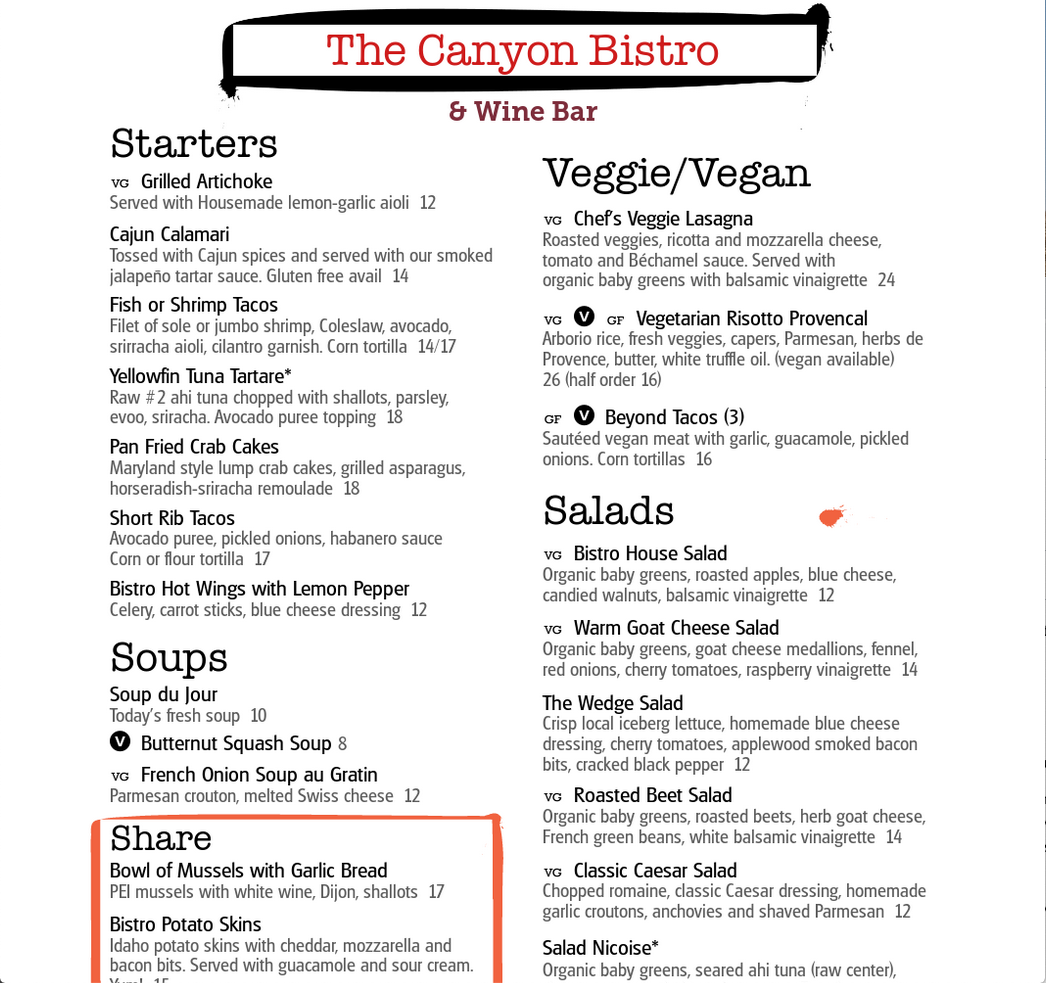 The Canyon Bistro
& Wine Bar
Starters
VG Grilled Artichoke
Served with Housemade lemon-garlic aioli 12
Cajun Calamari
Tossed with Cajun spices and served with our smoked
jalapeño tartar sauce. Gluten free avail 14
Fish or Shrimp Tacos
Filet of sole or jumbo shrimp, Coleslaw, avocado,
srirracha aioli, cilantro garnish. Corn tortilla 14/17
Yellowfin Tuna Tartare*
Raw #2 ahi tuna chopped with shallots, parsley,
evoo, sriracha. Avocado puree topping 18
Pan Fried Crab Cakes
Maryland style lump crab cakes, grilled asparagus,
horseradish-sriracha remoulade 18
Short Rib Tacos
Avocado puree, pickled onions, habanero sauce
Corn or flour tortilla 17
Bistro Hot Wings with Lemon Pepper
Celery, carrot sticks, blue cheese dressing 12
Soups
Soup du Jour
Today's fresh soup 10
V Butternut Squash Soup 8
VG French Onion Soup au Gratin
Parmesan crouton, melted Swiss cheese 12
Share
Bowl of Mussels with Garlic Bread
PEI mussels with white wine, Dijon, shallots 17
Bistro Potato Skins
Idaho potato skins with cheddar, mozzarella and
bacon bits. Served with guacamole and sour cream.
Veggie/Vegan
VG Chef's Veggie Lasagna
Roasted veggies, ricotta and mozzarella cheese,
tomato and Béchamel sauce. Served with
organic baby greens with balsamic vinaigrette 24
VG V GF Vegetarian Risotto Provencal
Arborio rice, fresh veggies, capers, Parmesan, herbs de
Provence, butter, white truffle oil. (vegan available)
26 (half order 16)
GF V Beyond Tacos (3)
Sautéed vegan meat with garlic, guacamole, pickled
onions. Corn tortillas 16
Salads
VG Bistro House Salad
Organic baby greens, roasted apples, blue cheese,
candied walnuts, balsamic vinaigrette 12
VG Warm Goat Cheese Salad
Organic baby greens, goat cheese medallions, fennel,
red onions, cherry tomatoes, raspberry vinaigrette 14
The Wedge Salad
Crisp local iceberg lettuce, homemade blue cheese
dressing, cherry tomatoes, applewood smoked bacon
bits, cracked black pepper 12
VG Roasted Beet Salad
Organic baby greens, roasted beets, herb goat cheese,
French green beans, white balsamic vinaigrette 14
VG Classic Caesar Salad
Chopped romaine, classic Caesar dressing, homemade
garlic croutons, anchovies and shaved Parmesan 12
Salad Nicoise*
Organic baby greens, seared ahi tuna (raw center),